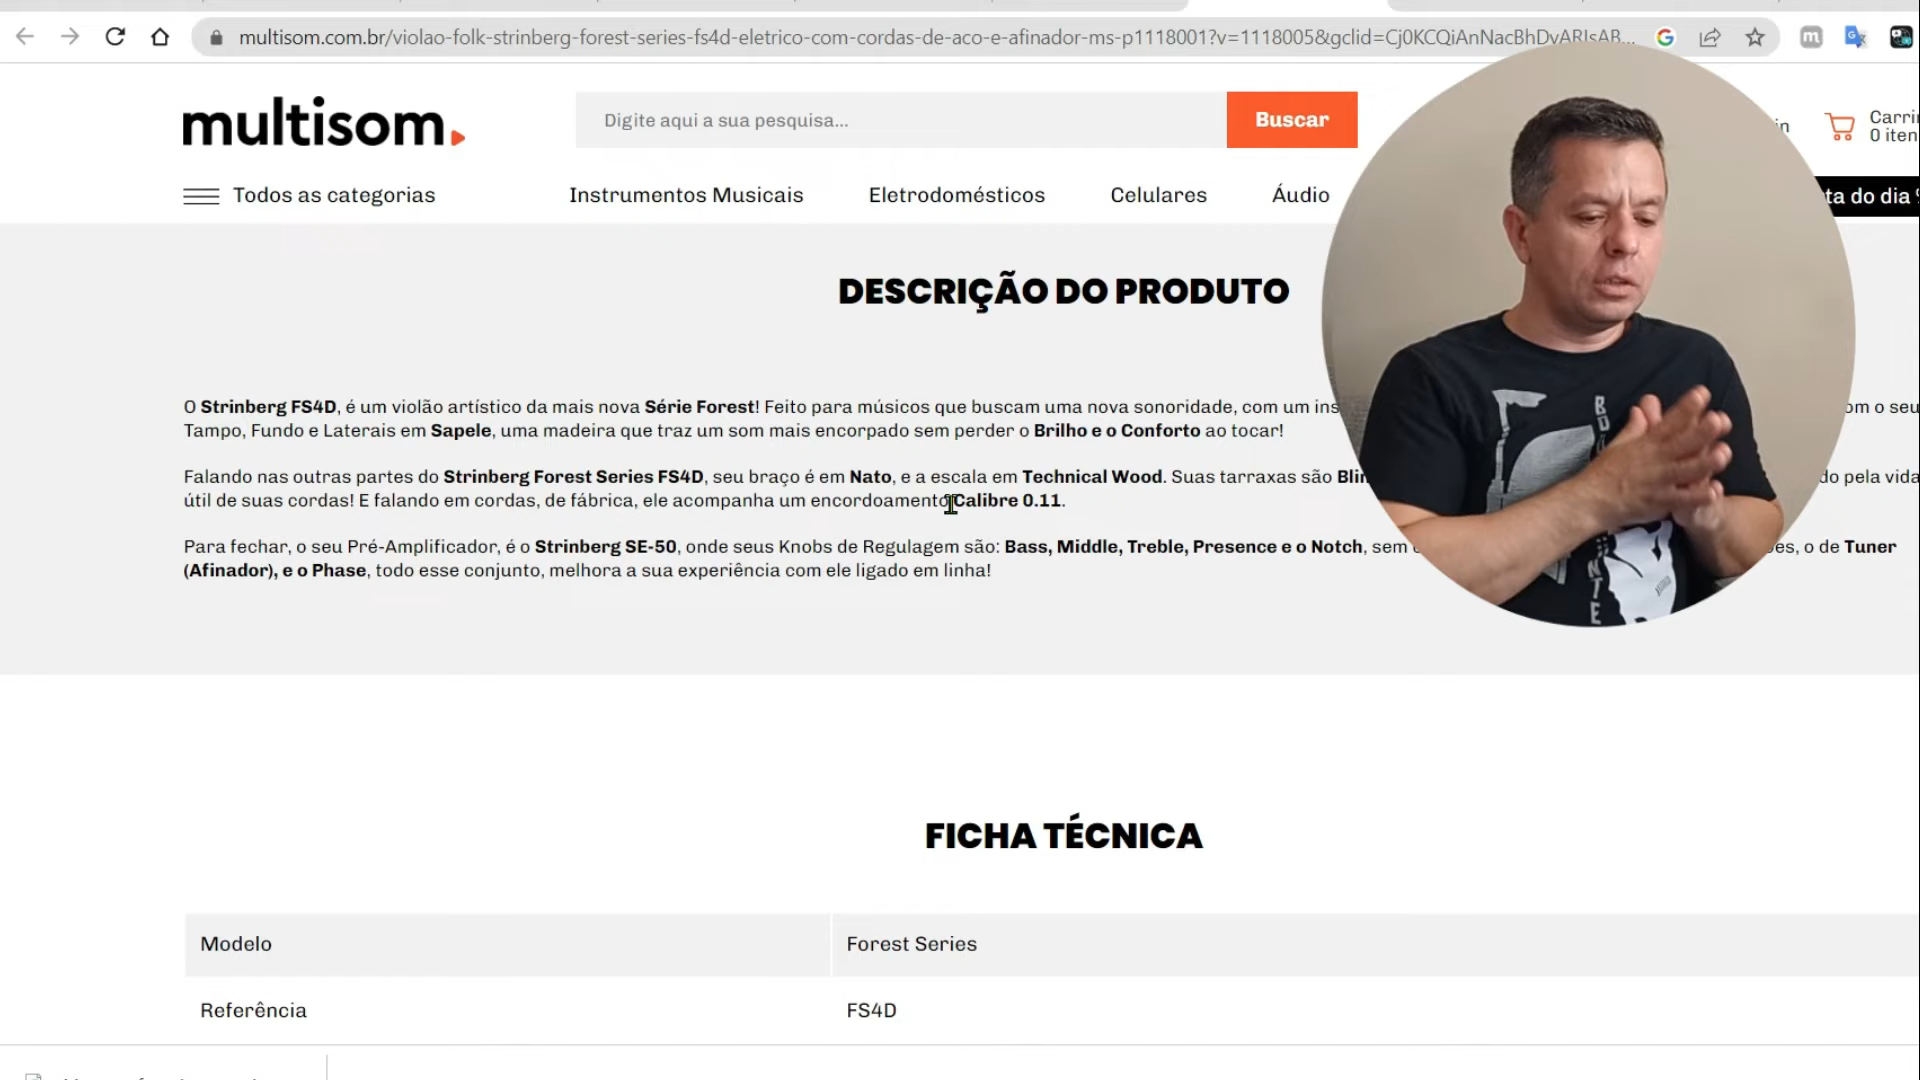 multisom.com.br/violao-folk-strinberg-forest-series-fs4d-eletrico-com-cordas-de-aco-e-afinador-ms-p1118001?v=1118005&gclid=Cj0KCQiAnNacBhDvARIsAB...
multisom
Digite aqui a sua pesquisa...
Buscar
Carri
0 iten
Todos as categorias
Instrumentos Musicais
Eletrodomésticos
Celulares
Áudio
ta do dia
DESCRIÇÃO DO PRODUTO
O Strinberg FS4D, é um violão artístico da mais nova Série Forest! Feito para músicos que buscam uma nova sonoridade, com um ins om o seu
Tampo, Fundo e Laterais em Sapele, uma madeira que traz um som mais encorpado sem perder o Brilho e o Conforto ao tocar!
Falando nas outras partes do Strinberg Forest Series FS4D, seu braço é em Nato, e a escala em Technical Wood. Suas tarraxas são Blin do pela vida
útil de suas cordas! E falando em cordas, de fábrica, ele acompanha um encordoamento Calibre 0.11.
Para fechar, o seu Pré-Amplificador, é o Strinberg SE-50, onde seus Knobs de Regulagem são: Bass, Middle, Treble, Presence e o Notch, sem es, o de Tuner
(Afinador), e o Phase, todo esse conjunto, melhora a sua experiência com ele ligado em linha!
FICHA TÉCNICA
Modelo
Forest Series
Referência
FS4D